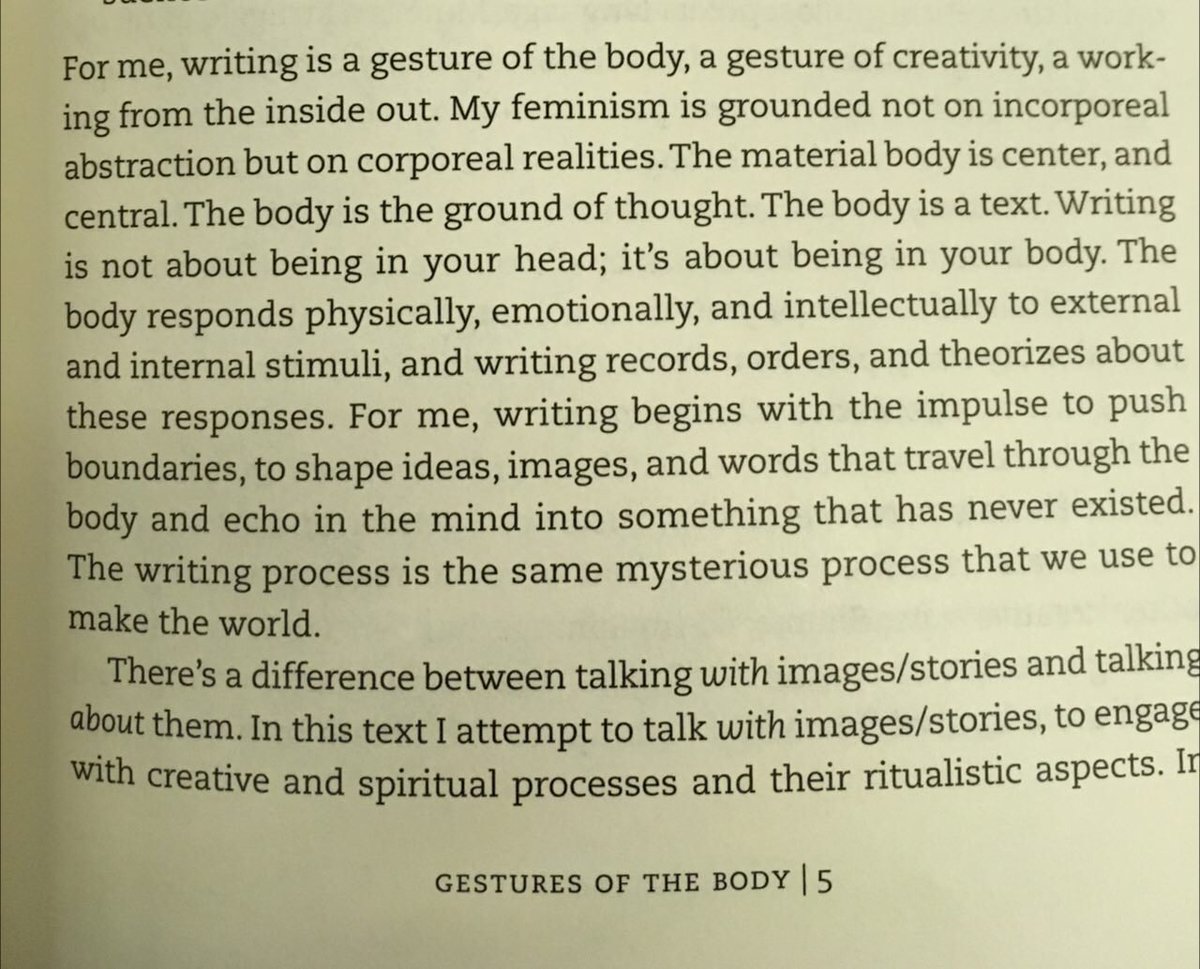 For me, writing is a gesture of the body, a gesture of creativity, a work-
ing from the inside out. My feminism is grounded not on incorporeal
abstraction but on corporeal realities. The material body is center, and
central. The body is the ground of thought. The body is a text. Writing
is not about being in your head; it's about being in your body. The
body responds physically, emotionally, and intellectually to external
and internal stimuli, and writing records, orders, and theorizes about
these responses. For me, writing begins with the impulse to push
boundaries, to shape ideas, images, and words that travel through the
body and echo in the mind into something that has never existed.
The writing process is the same mysterious process that we use to
make the world.
There's a difference between talking with images/stories and talking
about them. In this text I attempt to talk with images/stories, to engage
with creative and spiritual processes and their ritualistic aspects. In
GESTURES OF THE BODY | 5